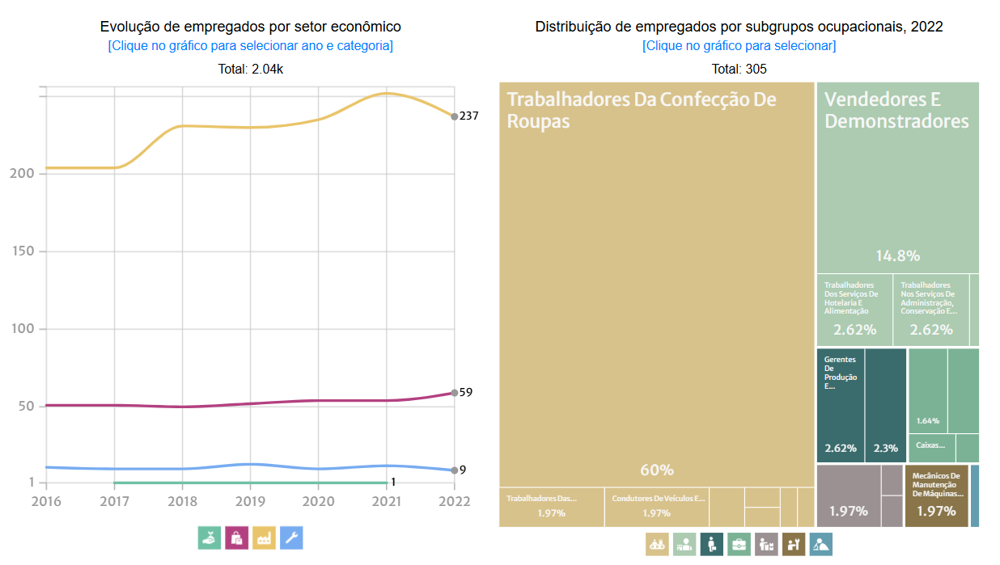 Evolução de empregados por setor econômico
[Clique no gráfico para selecionar ano e categoria]
Total: 2.04k
237
200
150
100
59
50
9
1
1
2016
2017
2018
2019
2020
2021
2022
Distribuição de empregados por subgrupos ocupacionais, 2022
[Clique no gráfico para selecionar]
Total: 305
Trabalhadores Da Confecção De
Roupas
60%
Trabalhadores Das...
1.97%
Condutores De Veículos E...
1.97%
Vendedores E
Demonstradores
14.8%
Trabalhadores
Dos Serviços De
Hotelaria E
Alimentação
2.62%
Trabalhadores
Nos Serviços De
Administração,
Conservação E...
2.62%
Gerentes
De
Produção
E...
2.62%
2.3%
1.64%
Caixas...
1.97%
Mecânicos De
Manutenção
De Máquinas...
1.97%